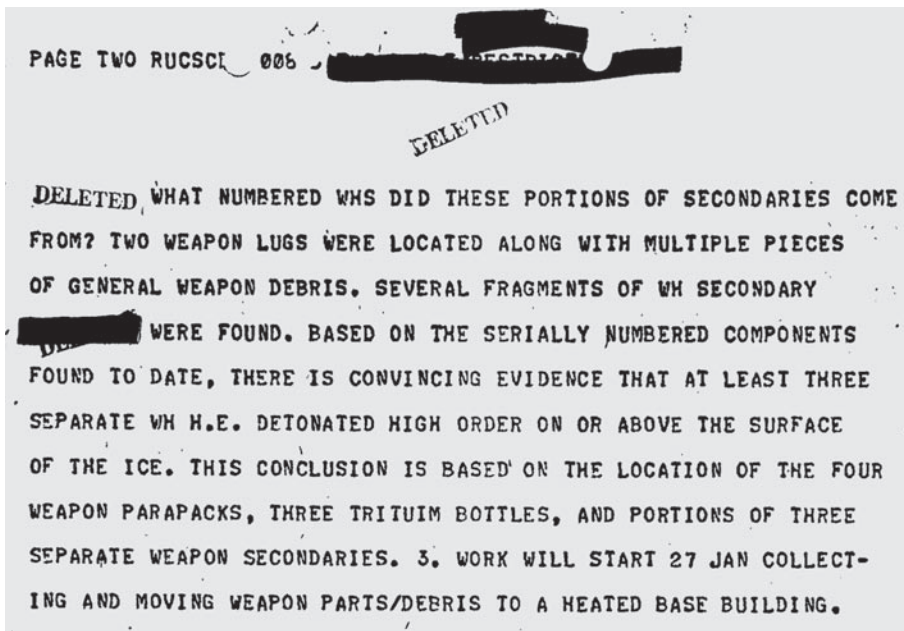 PAGE TWO RUCSCL 006
DELETED
DELETED WHAT NUMBERED WHS DID THESE PORTIONS OF SECONDARIES COME
FROM? TWO WEAPON LUGS WERE LOCATED ALONG WITH MULTIPLE PIECES
OF GENERAL WEAPON DEBRIS. SEVERAL FRAGMENTS OF WH SECONDARY
WERE FOUND. BASED ON THE SERIALLY NUMBERED COMPONENTS
FOUND TO DATE, THERE IS CONVINCING EVIDENCE THAT AT LEAST THREE
SEPARATE WH H.E. DETONATED HIGH ORDER ON OR ABOVE THE SURFACE
OF THE ICE. THIS CONCLUSION IS BASED ON THE LOCATION OF THE FOUR
WEAPON PARAPACKS, THREE TRITUIM BOTTLES, AND PORTIONS OF THREE
SEPARATE WEAPON SECONDARIES. 3. WORK WILL START 27 JAN COLLECT-
ING AND MOVING WEAPON PARTS/DEBRIS TO A HEATED BASE BUILDING.